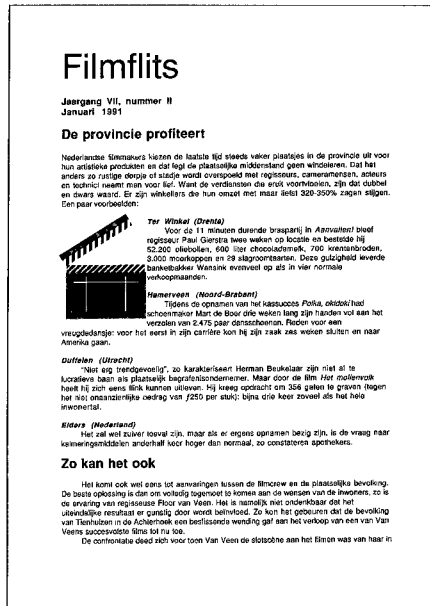 Filmflits
Jaargang VII, nummer II
Januari 1991
De provincie profiteert
Nederlandse filmmakers kiezen de laatste tijd steeds vaker plaatsjes in de provincie uit voor
hun artistieke produkten en dat legt de plaatselijke middenstand geen windeieren. Dat het
anders zo rustige dorpje of stadje wordt overspoeld met regisseurs, cameramensen, acteurs
en technici neemt men voor lief. Want de verdiensten die eruit voortvloeien, zijn dat dubbel
en dwars waard. Er zijn winkeliers die hun omzet met maar liefst 320-350% zagen stijgen.
Een paar voorbeelden:
Ter Winkel (Drente)
Voor de 11 minuten durende braspartij in Aanvallen! bleef
regisseur Paul Gierstra twee weken op locatie en bestelde hij
52.200 oliebollen, 600 liter chocolademelk, 700 krentenbroden,
3.000 moorkoppen en 29 slagroomtaarten. Deze gulzigheid leverde
banketbakker Wensink evenveel op als in vier normale
verkoopmaanden.
Hamerveen (Noord-Brabant)
Tijdens de opnamen van het kassucces Polka, okidoki had
schoenmaker Mart de Boer drie weken lang zijn handen vol aan het
verzolen van 2.475 paar dansschoenen. Reden voor een
vreugdedansje: voor het eerst in zijn carrière kon hij zijn zaak zes weken sluiten en naar
Amerika gaan.
Duffelen (Utrecht)
"Niet erg trendgevoelig", zo karakteriseert Herman Beukelaar zijn niet al te
lucratieve baan als plaatselijk begrafenisondernemer. Maar door de film Het mollenvolk
heeft hij zich eens flink kunnen uitleven. Hij kreeg opdracht om 356 gaten te graven (tegen
het niet onaanzienlijke bedrag van ƒ250 per stuk): bijna drie keer zoveel als het hele
inwonertal.
Elders (Nederland)
Het zal wel zuiver toeval zijn, maar als er ergens opnamen bezig zijn, is de vraag naar
kalmeringsmiddelen anderhalf keer hoger dan normaal, zo constateren apothekers.
Zo kan het ook
Het komt ook wel eens tot aanvaringen tussen de filmcrew en de plaatselijke bevolking.
De beste oplossing is dan om volledig tegemoet te komen aan de wensen van de inwoners, zo is
de ervaring van regisseuse Floor van Veen. Het is namelijk niet ondenkbaar dat het
uiteindelijke resultaat er gunstig door wordt beïnvloed. Zo kon het gebeuren dat de bevolking
van Tienhuizen in de Achterhoek een beslissende wending gaf aan het verloop van een van Van
Veens succesvolste films tot nu toe.
De confrontatie deed zich voor toen Van Veen de slotscène aan het filmen was van haar in